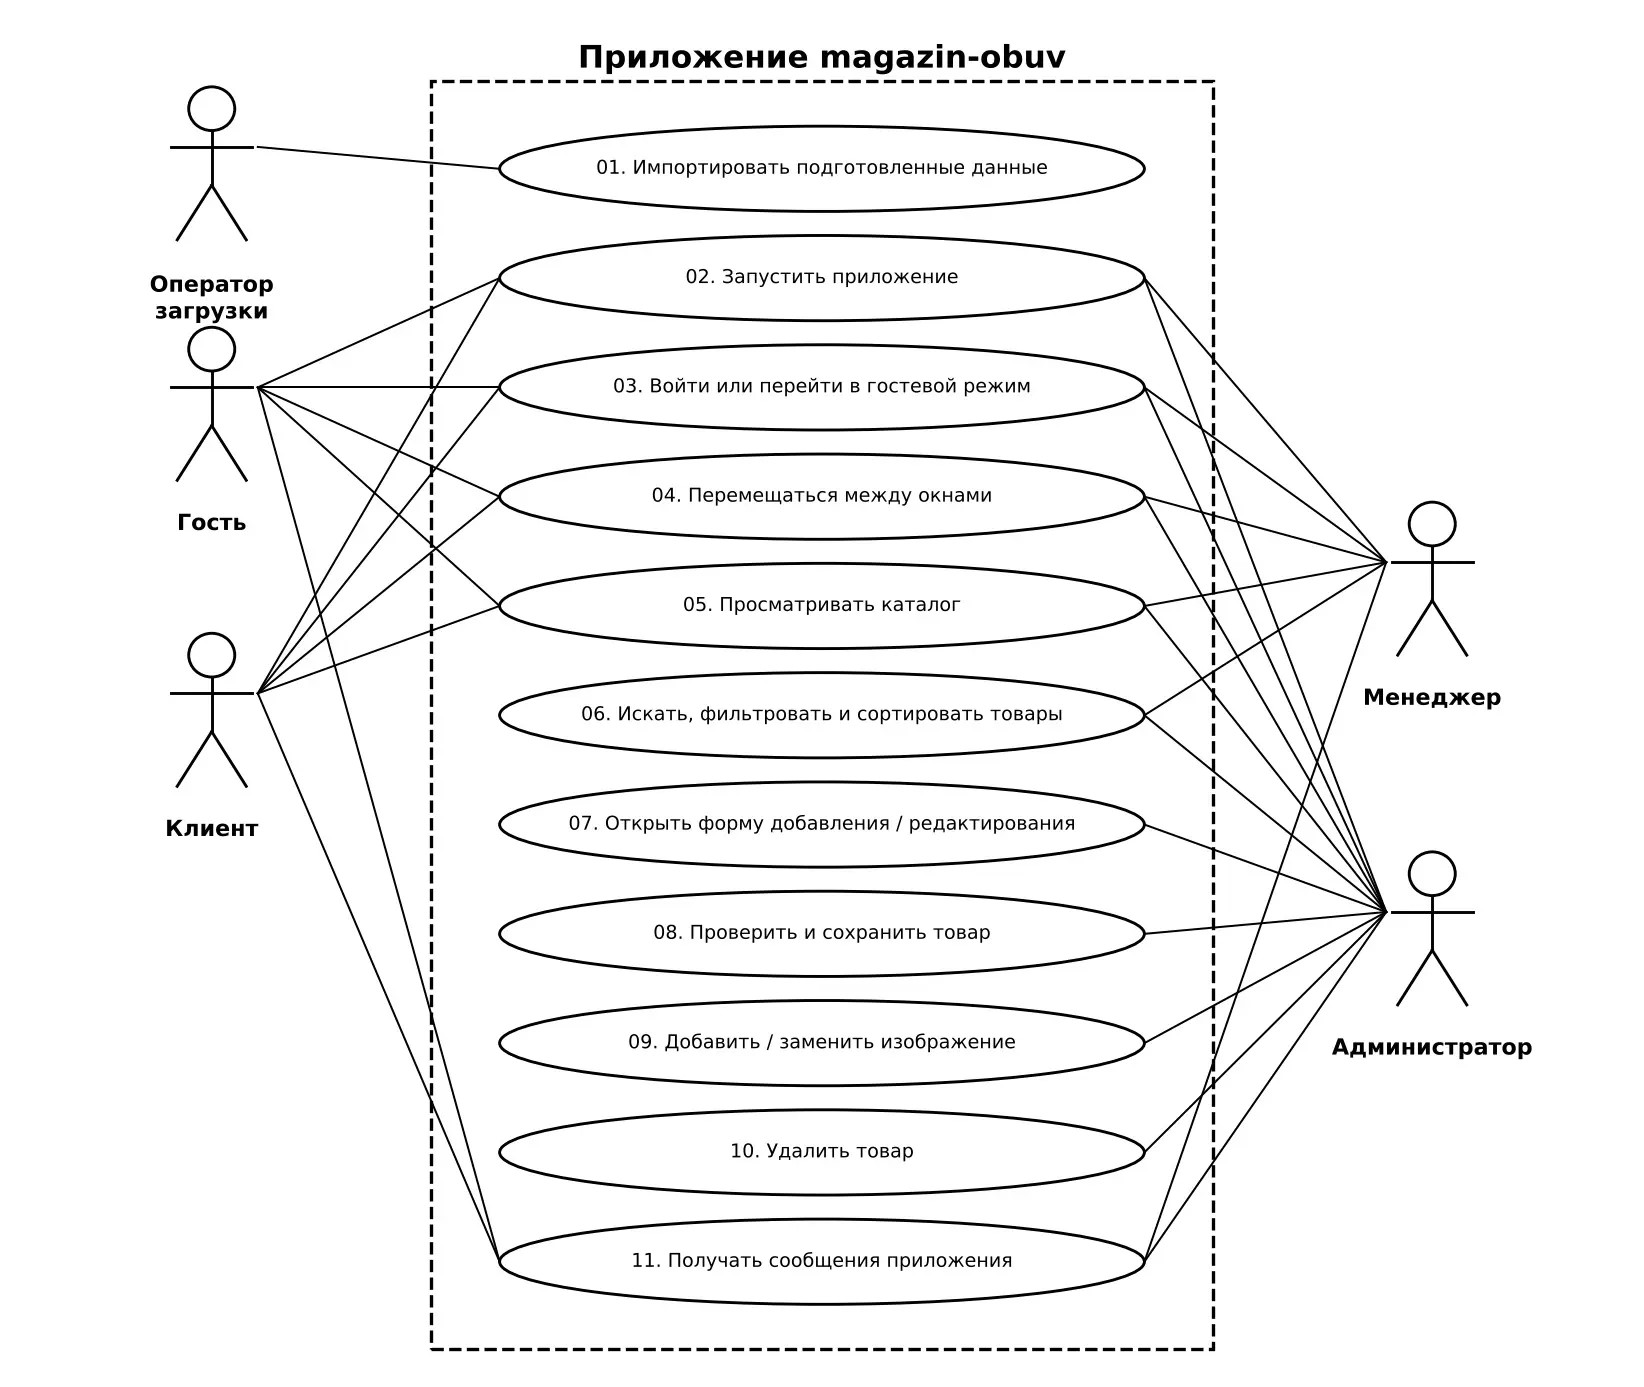 Приложение magazin-obuv
01. Импортировать подготовленные данные
02. Запустить приложение
03. Войти или перейти в гостевой режим
04. Перемещаться между окнами
05. Просматривать каталог
06. Искать, фильтровать и сортировать товары
07. Открыть форму добавления / редактирования
08. Проверить и сохранить товар
09. Добавить / заменить изображение
10. Удалить товар
11. Получать сообщения приложения
Оператор
загрузки
Гость
Клиент
Менеджер
Администратор